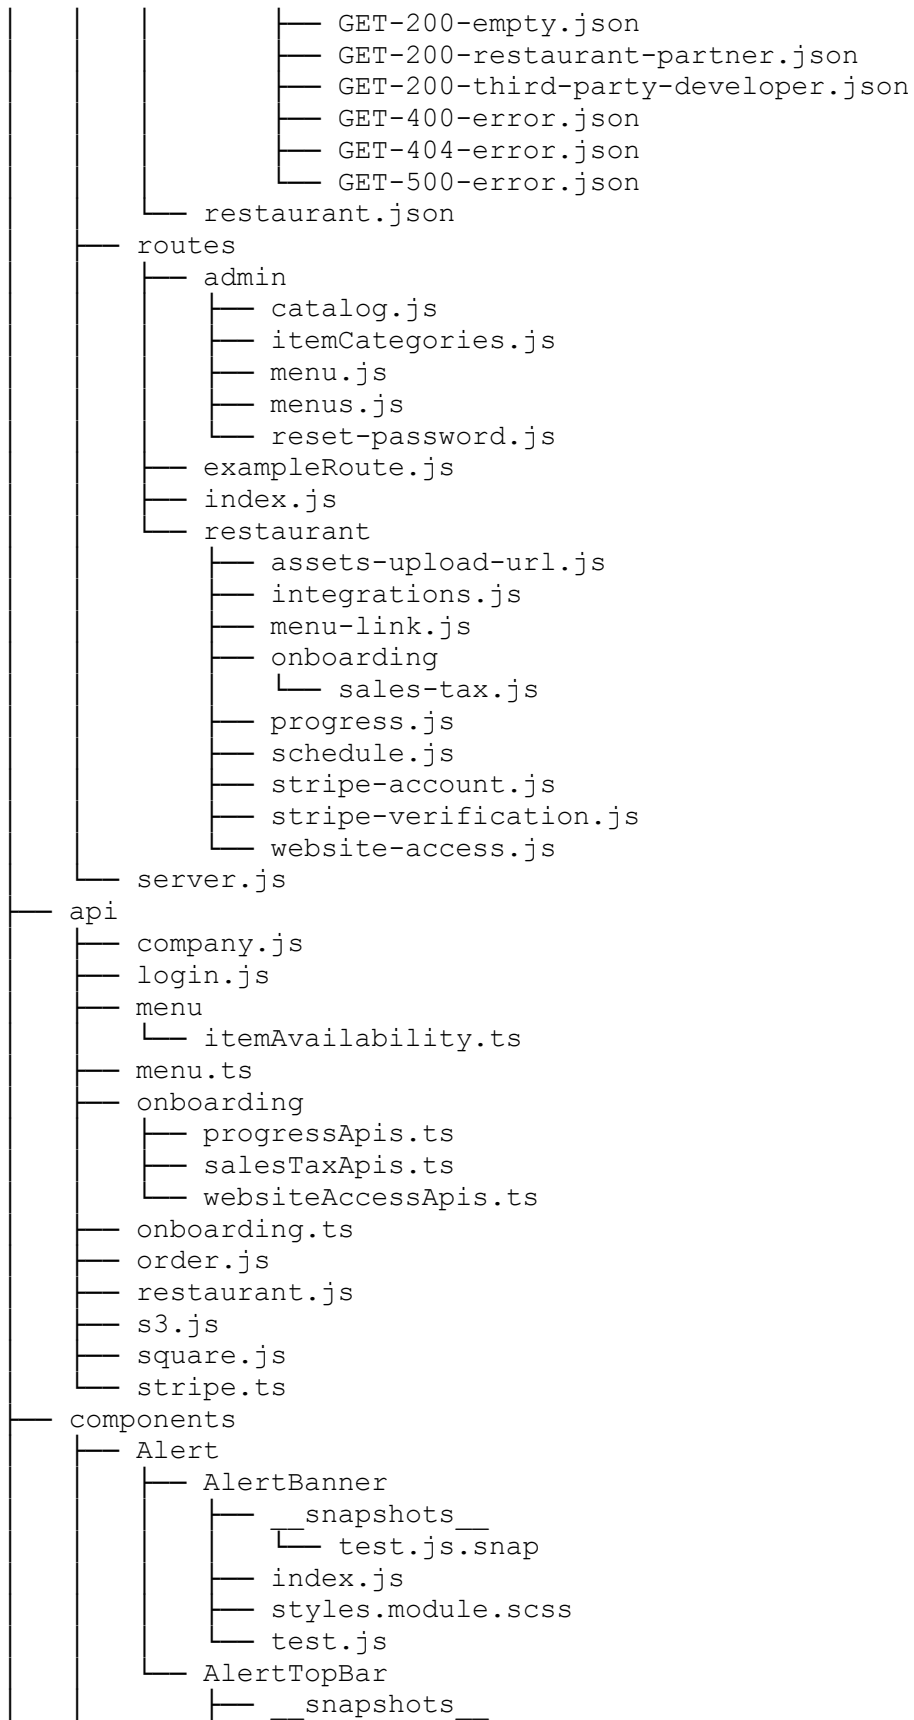 │   │   │       ├── GET-200-empty.json
│   │   │       ├── GET-200-restaurant-partner.json
│   │   │       ├── GET-200-third-party-developer.json
│   │   │       ├── GET-400-error.json
│   │   │       ├── GET-404-error.json
│   │   │       └── GET-500-error.json
│   │   └── restaurant.json
│   ├── routes
│   │   ├── admin
│   │   │   ├── catalog.js
│   │   │   ├── itemCategories.js
│   │   │   ├── menu.js
│   │   │   ├── menus.js
│   │   │   └── reset-password.js
│   │   ├── exampleRoute.js
│   │   ├── index.js
│   │   └── restaurant
│   │       ├── assets-upload-url.js
│   │       ├── integrations.js
│   │       ├── menu-link.js
│   │       ├── onboarding
│   │       │   └── sales-tax.js
│   │       ├── progress.js
│   │       ├── schedule.js
│   │       ├── stripe-account.js
│   │       ├── stripe-verification.js
│   │       └── website-access.js
│   └── server.js
├── api
│   ├── company.js
│   ├── login.js
│   ├── menu
│   │   └── itemAvailability.ts
│   ├── menu.ts
│   ├── onboarding
│   │   ├── progressApis.ts
│   │   ├── salesTaxApis.ts
│   │   └── websiteAccessApis.ts
│   ├── onboarding.ts
│   ├── order.js
│   ├── restaurant.js
│   ├── s3.js
│   ├── square.js
│   └── stripe.ts
├── components
│   ├── Alert
│   │   ├── AlertBanner
│   │   │   ├── __snapshots__
│   │   │   │   └── test.js.snap
│   │   │   ├── index.js
│   │   │   ├── styles.module.scss
│   │   │   └── test.js
│   │   └── AlertTopBar
│   │       ├── __snapshots__